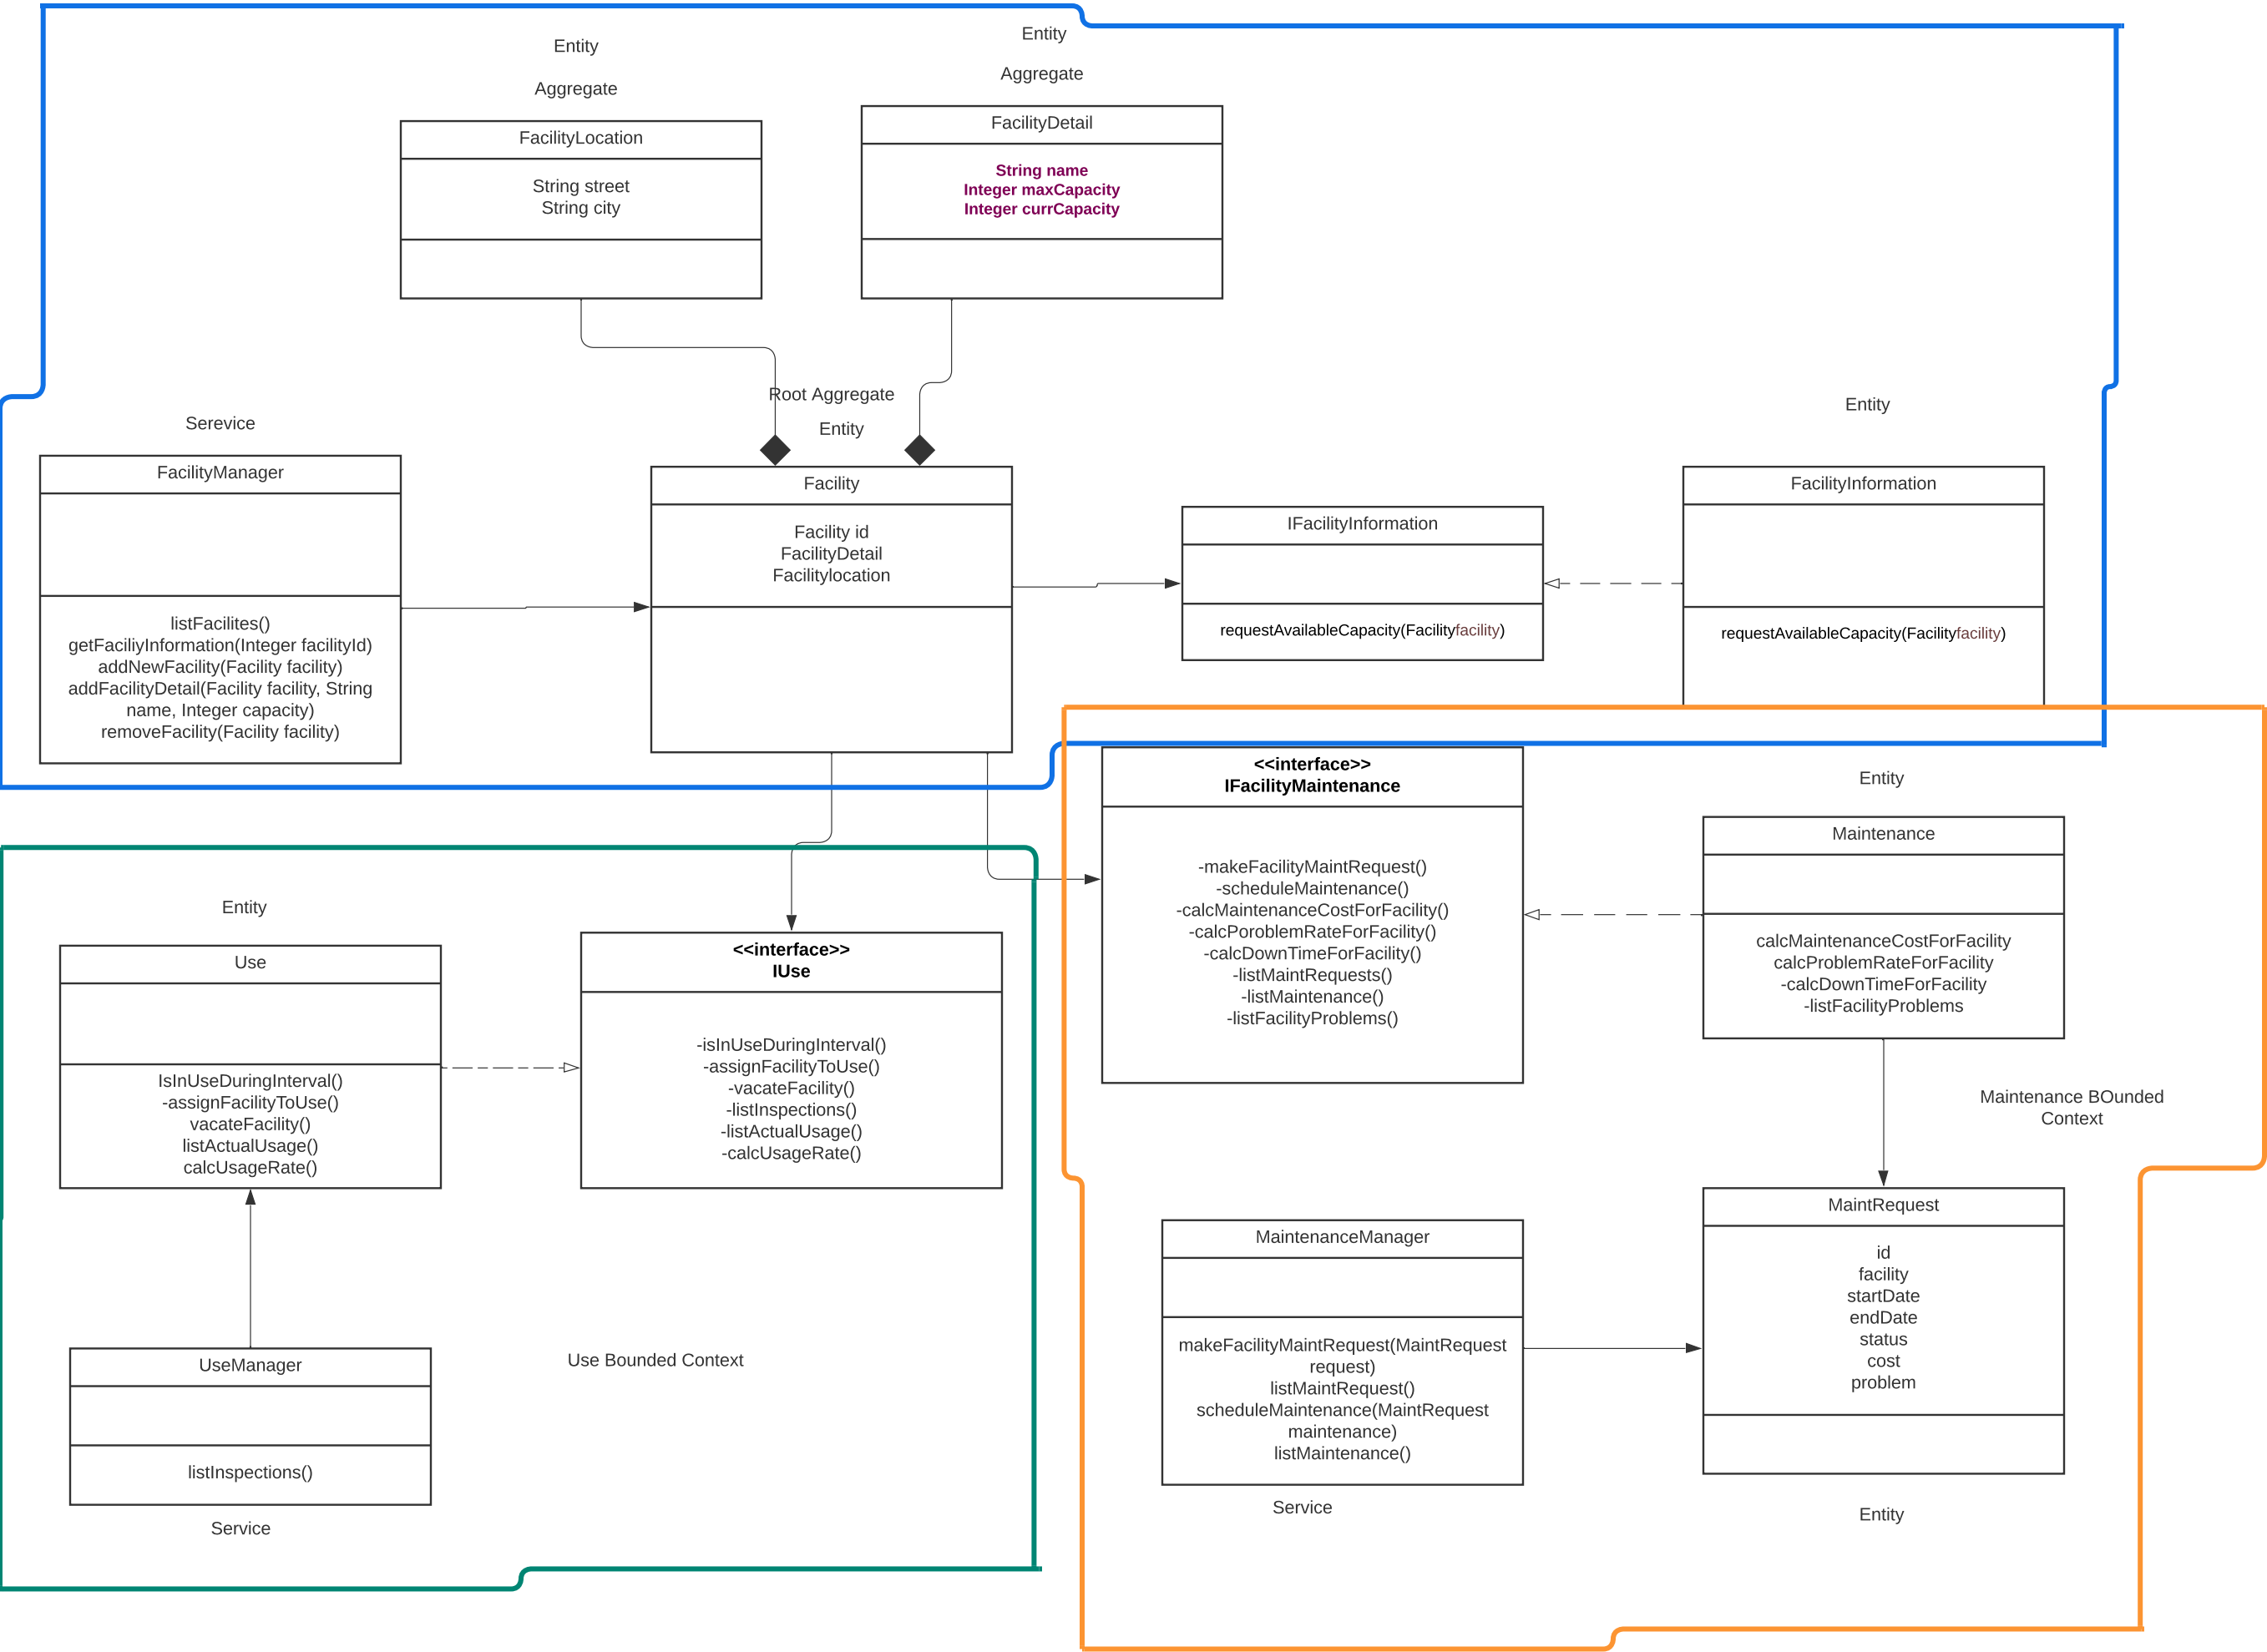 Entity
Aggregate
FacilityLocation
String street
String city
Entity
Aggregate
FacilityDetail
String name
Integer maxCapacity
Integer currCapacity
Serevice
FacilityManager
listFacilites()
getFaciliyInformation(Integer facilityId)
addNewFacility(Facility facility)
addFacilityDetail(Facility facility, String
name, Integer capacity)
removeFacility(Facility facility)
Root Aggregate
Entity
Facility
Facility id
FacilityDetail
Facilitylocation
IFacilityInformation
requestAvailableCapacity(Facilityfacility)
Entity
FacilityInformation
requestAvailableCapacity(Facilityfacility)
Entity
Use
IsInUseDuringInterval()
-assignFacilityToUse()
vacateFacility()
listActualUsage()
calcUsageRate()
<<interface>>
IUse
-isInUseDuringInterval()
-assignFacilityToUse()
-vacateFacility()
-listInspections()
-listActualUsage()
-calcUsageRate()
UseManager
listInspections()
Service
Use Bounded Context
<<interface>>
IFacilityMaintenance
-makeFacilityMaintRequest()
-scheduleMaintenance()
-calcMaintenanceCostForFacility()
-calcPoroblemRateForFacility()
-calcDownTimeForFacility()
-listMaintRequests()
-listMaintenance()
-listFacilityProblems()
Entity
Maintenance
calcMaintenanceCostForFacility
calcProblemRateForFacility
-calcDownTimeForFacility
-listFacilityProblems
Maintenance BOunded
Context
MaintenanceManager
makeFacilityMaintRequest(MaintRequest
request)
listMaintRequest()
scheduleMaintenance(MaintRequest
maintenance)
listMaintenance()
Service
MaintRequest
id
facility
startDate
endDate
status
cost
problem
Entity